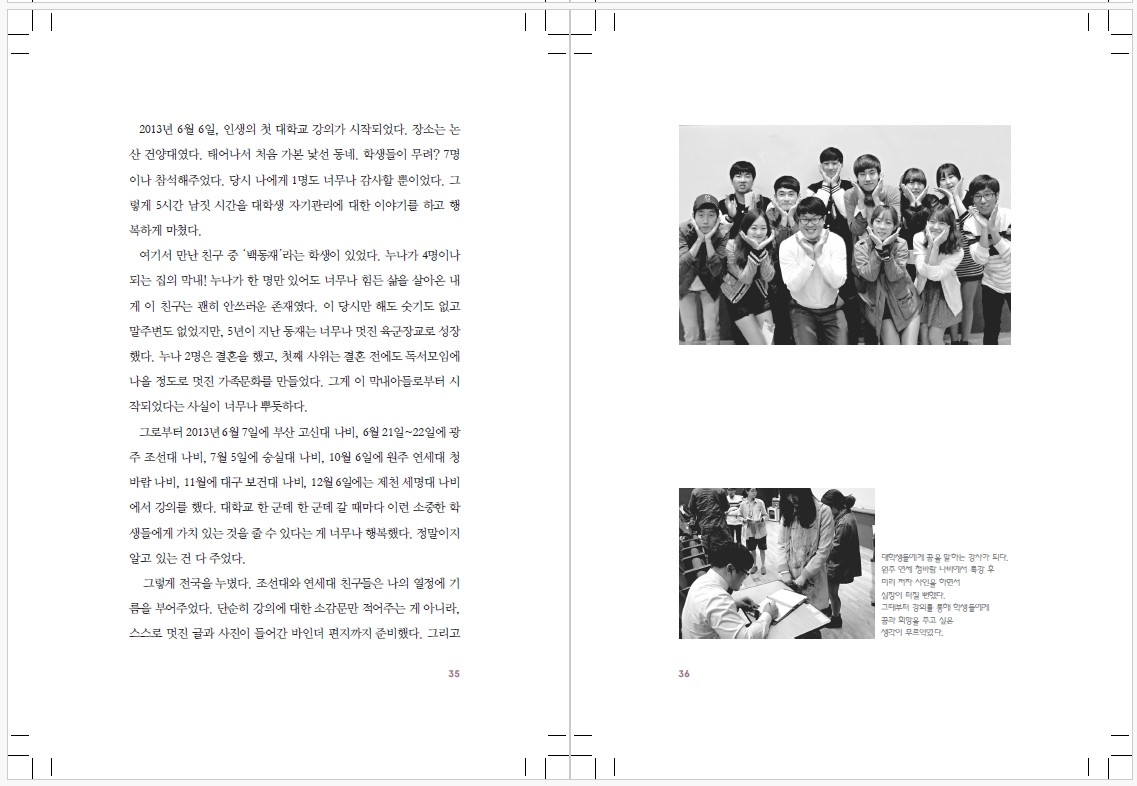 2013년 6월 6일, 인생의 첫 대학교 강의가 시작되었다. 장소는 논
산 건양대였다. 태어나서 처음 가본 낯선 동네. 학생들이 무려? 7명
이나 참석해주었다. 당시 나에게 1명도 너무나 감사할 뿐이었다. 그
렇게 5시간 남짓 시간을 대학생 자기관리에 대한 이야기를 하고 행
복하게 마쳤다.
여기서 만난 친구 중 ‘백동재’라는 학생이 있었다. 누나가 4명이나
되는 집의 막내! 누나가 한 명만 있어도 너무나 힘든 삶을 살아온 내
게 이 친구는 괜히 안쓰러운 존재였다. 이 당시만 해도 숫기도 없고
말주변도 없었지만, 5년이 지난 동재는 너무나 멋진 육군장교로 성장
했다. 누나 2명은 결혼을 했고, 첫째 사위는 결혼 전에도 독서모임에
나올 정도로 멋진 가족문화를 만들었다. 그게 이 막내아들로부터 시
작되었다는 사실이 너무나 뿌듯하다.
그로부터 2013년 6월 7일에 부산 고신대 나비, 6월 21일~22일에 광
주 조선대 나비, 7월 5일에 숭실대 나비, 10월 6일에 원주 연세대 청
바람 나비, 11월에 대구 보건대 나비, 12월 6일에는 제천 세명대 나비
에서 강의를 했다. 대학교 한 군데 한 군데 갈 때마다 이런 소중한 학
생들에게 가치 있는 것을 줄 수 있다는 게 너무나 행복했다. 정말이지
알고 있는 건 다 주었다.
그렇게 전국을 누볐다. 조선대와 연세대 친구들은 나의 열정에 기
름을 부어주었다. 단순히 강의에 대한 소감문만 적어주는 게 아니라,
스스로 멋진 글과 사진이 들어간 바인더 편지까지 준비했다. 그리고
35
대학생들에게 꿈을 말하는 강사가 되다.
원주 연세 청바람 나비에서 특강 후
미리 저자 사인을 하면서
심장이 터질 뻔했다.
그때부터 강의를 통해 학생들에게
꿈과 희망을 주고 싶은
생각이 무르익었다.
36